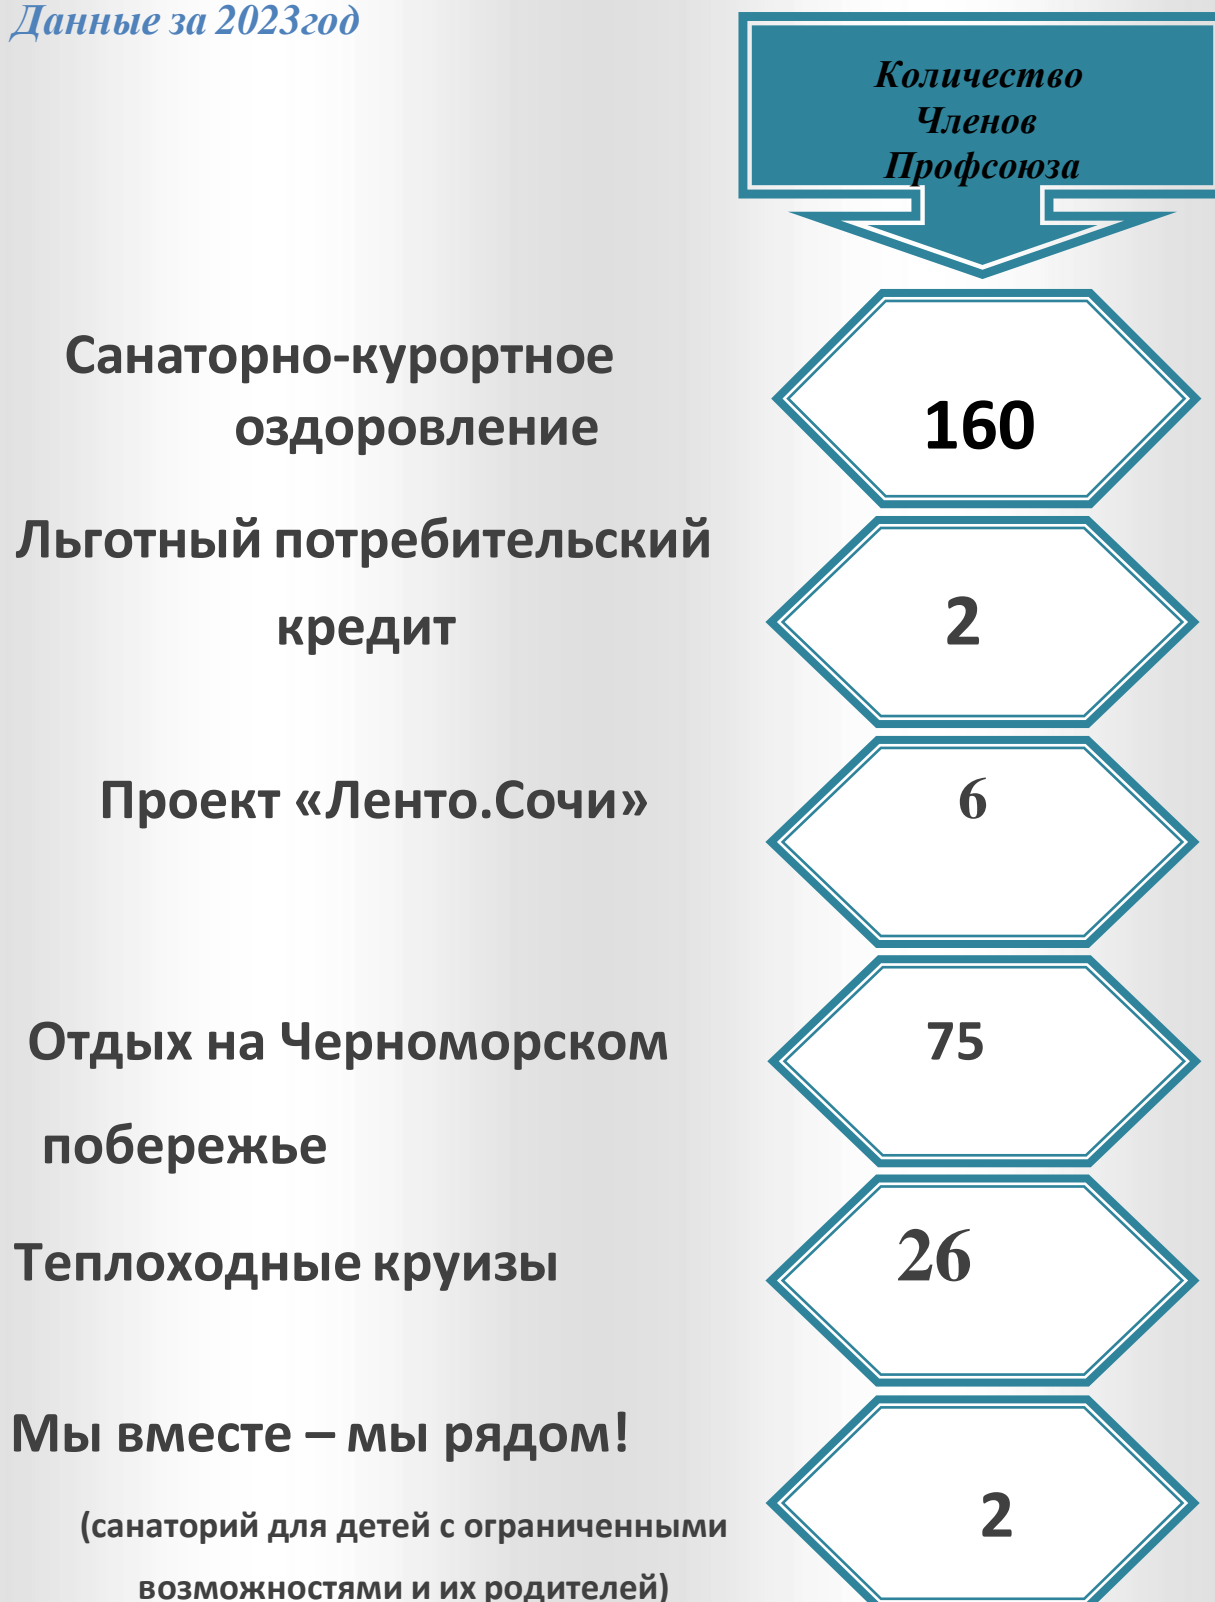 Данные за 2023год
Количество
Членов
Профсоюза
Санаторно-курортное
оздоровление
160
Льготный потребительский
кредит
2
Проект «Ленто.Сочи»
6
Отдых на Черноморском
побережье
75
Теплоходные круизы
26
Мы вместе – мы рядом!
(санаторий для детей с ограниченными
возможностями и их родителей)
2